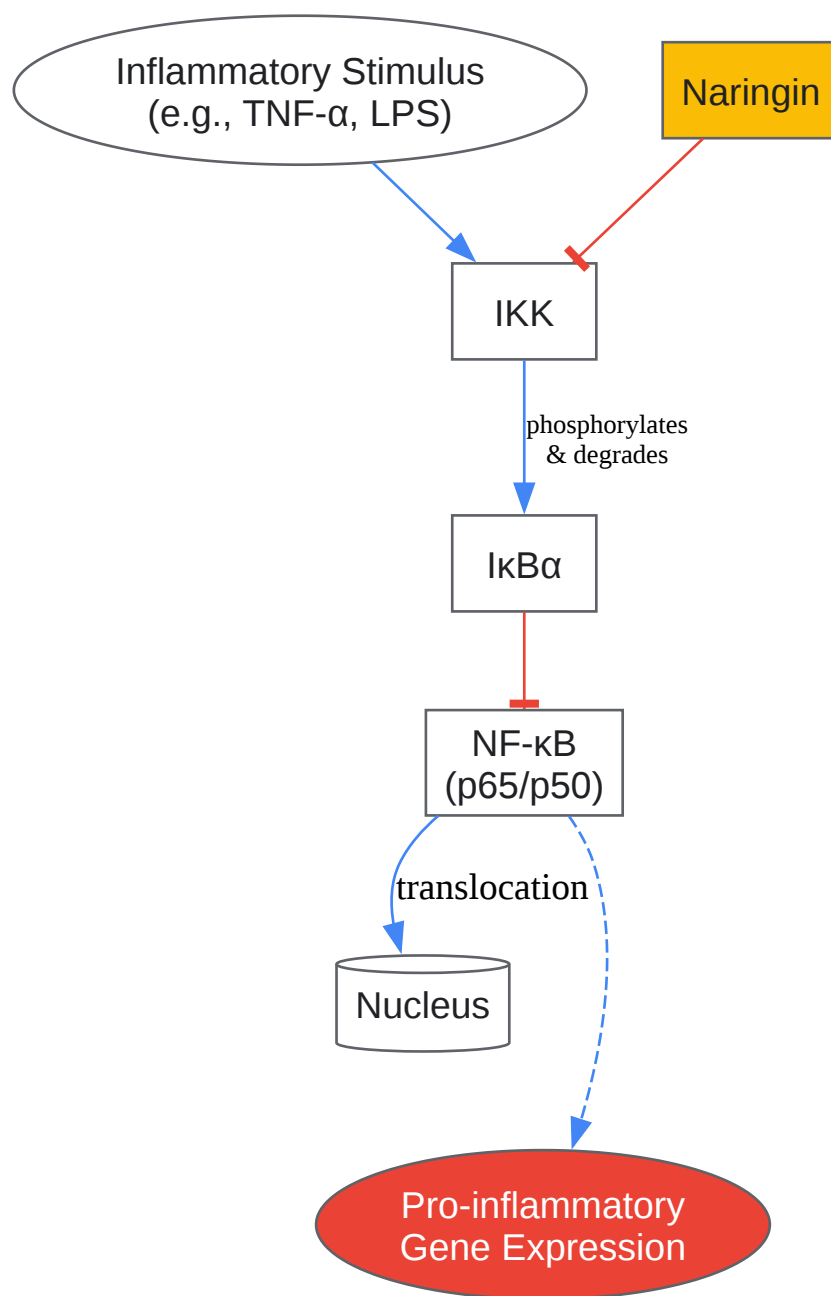 Inflammatory Stimulus
(e.g., TNF-α, LPS)
Naringin
IKK
phosphorylates
& degrades
IκBα
NF-κB
(p65/p50)
translocation
Nucleus
Pro-inflammatory
Gene Expression